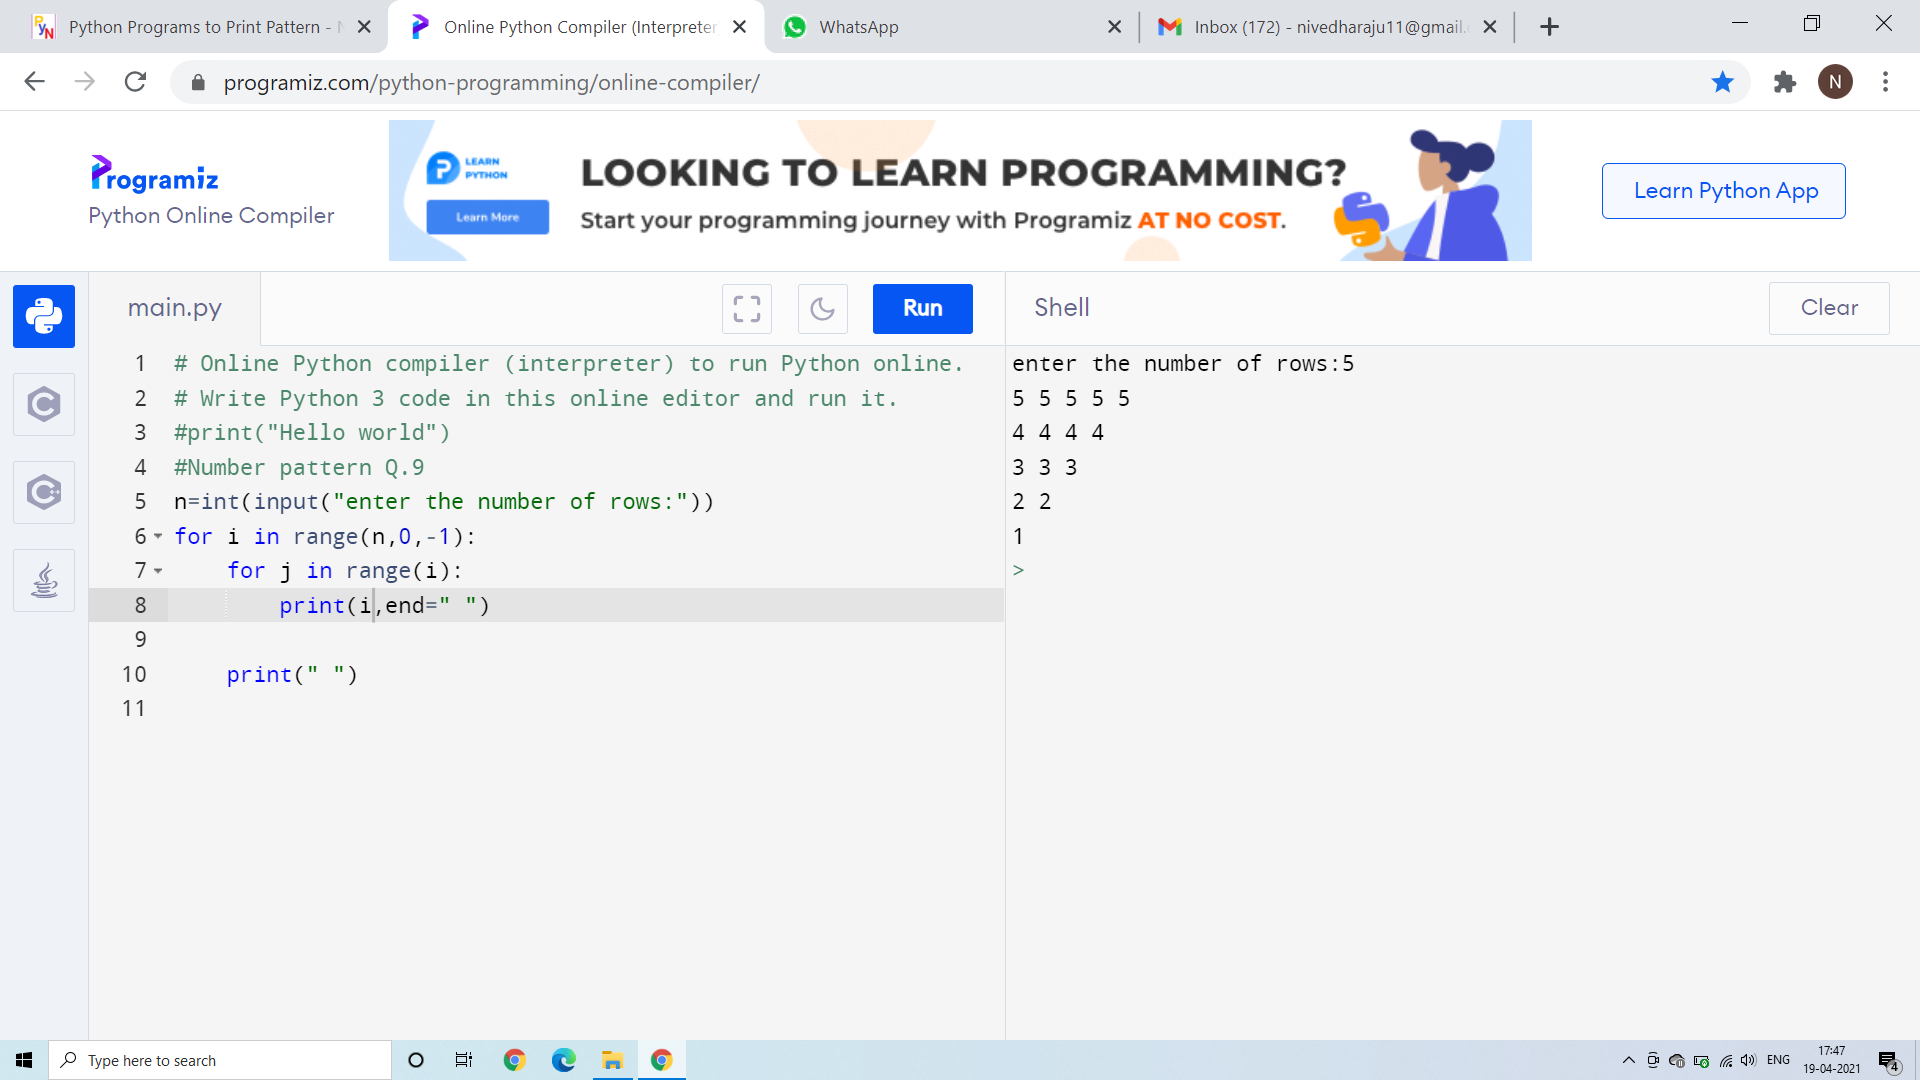 Python Programs to Print Pattern -
Online Python Compiler (Interpreter
WhatsApp
Inbox (172) - nivedharaju11@gmail.
programiz.com/python-programming/online-compiler/
N
Programiz
Python Online Compiler
LEARN
PYTHON
Learn More
LOOKING TO LEARN PROGRAMMING?
Start your programming journey with Programiz AT NO COST.
Learn Python App
main.py
Run
Shell
Clear
1 # Online Python compiler (interpreter) to run Python online.
2 # Write Python 3 code in this online editor and run it.
3 #print("Hello world")
4 #Number pattern Q.9
5 n=int(input("enter the number of rows:"))
6 for i in range(n,0,-1):
7     for j in range(i):
8         print(i,end=" ")
9
10     print(" ")
11
enter the number of rows:5
5 5 5 5 5
4 4 4 4
3 3 3
2 2
1
>
Type here to search
ENG
17:47
19-04-2021
4